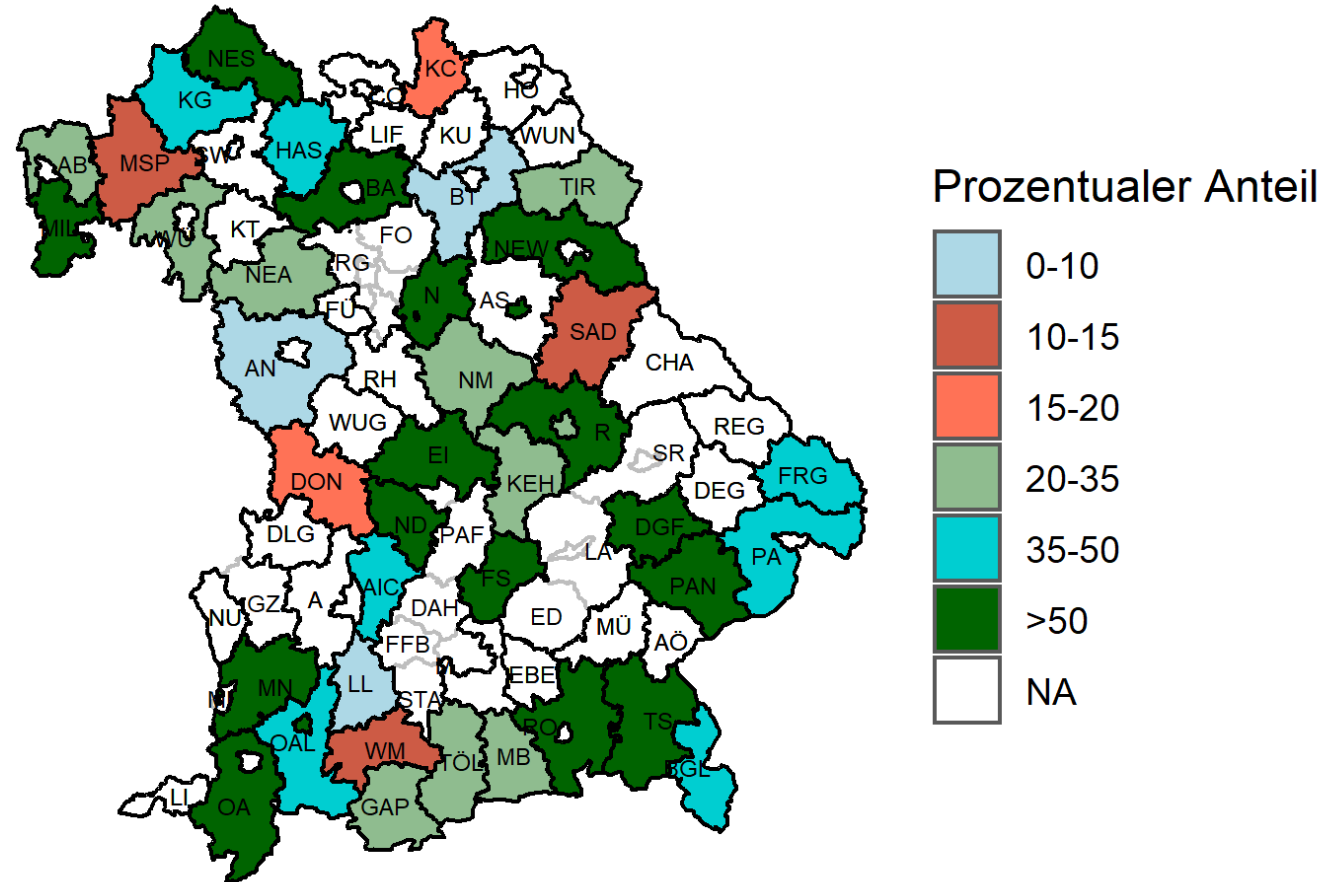 NES
KC
KG
HO
LIF
KU
WUN
HAS
SW
MSP
AB
BA
BT
TIR
MIL
WÜ
KT
FO
NEW
NEA
RG
N
AS
FÜ
SAD
AN
RH
NM
CHA
WUG
R
REG
EI
SR
DON
KEH
DEG
FRG
ND
DGF
DLG
PAF
LA
PA
AIC
FS
PAN
NU
GZ
A
DAH
ED
MÜ
AÖ
FFB
M
EBE
MN
LL
STA
OAL
RO
TS
WM
TÖL
MB
BGL
LI
OA
GAP
Prozentualer Anteil
0-10
10-15
15-20
20-35
35-50
>50
NA